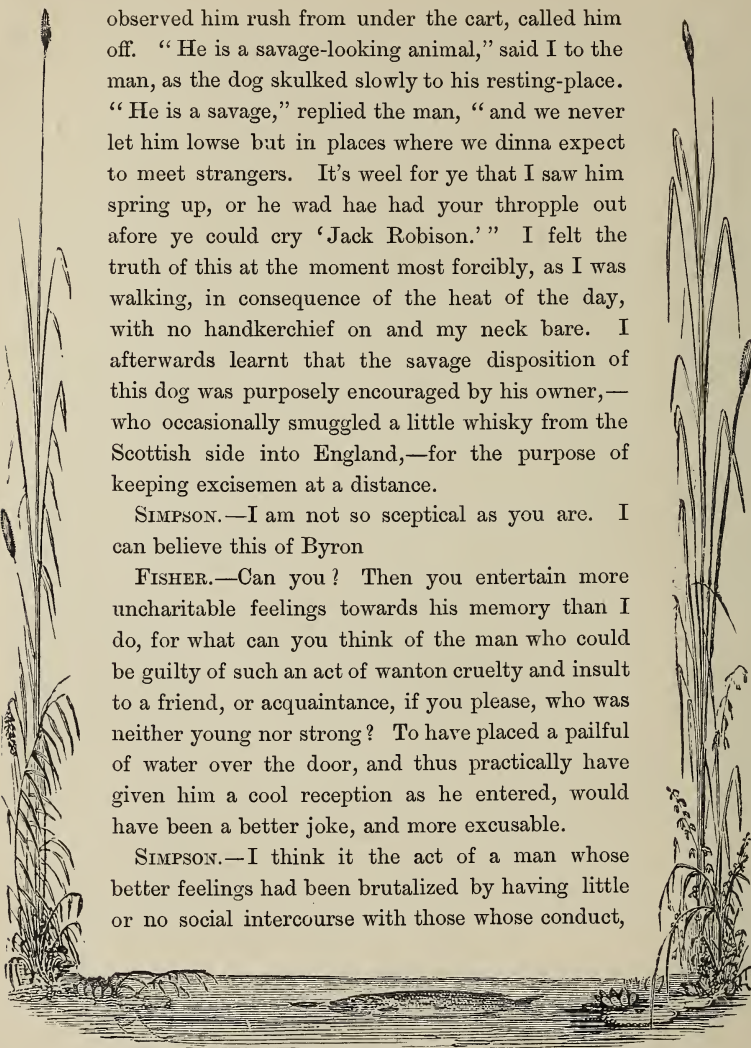 observed him rush from under the cart, called him
off. “ He is a savage-looking animal,” said I to the
man, as the dog skulked slowly to his resting-place.
“ He is a savage,” replied the man, “ and we never
let him lowse but in places where we dinna expect
to meet strangers. It's weel for ye that I saw him
spring up, or he wad hae had your thropple out
afore ye could cry ‘Jack Robison.’ ” I felt the
truth of this at the moment most forcibly, as I was
walking, in consequence of the heat of the day,
with no handkerchief on and my neck bare. I
afterwards learnt that the savage disposition of
this dog was purposely encouraged by his owner,—
who occasionally smuggled a little whisky from the
Scottish side into England,—for the purpose of
keeping excisemen at a distance.
SIMPSON.—I am not so sceptical as you are. I
can believe this of Byron
FISHER.—Can you ? Then you entertain more
uncharitable feelings towards his memory than I
do, for what can you think of the man who could
be guilty of such an act of wanton cruelty and insult
to a friend, or acquaintance, if you please, who was
neither young nor strong ? To have placed a pailful
of water over the door, and thus practically have
given him a cool reception as he entered, would
have been a better joke, and more excusable.
SIMPSON.—I think it the act of a man whose
better feelings had been brutalized by having little
or no social intercourse with those whose conduct,